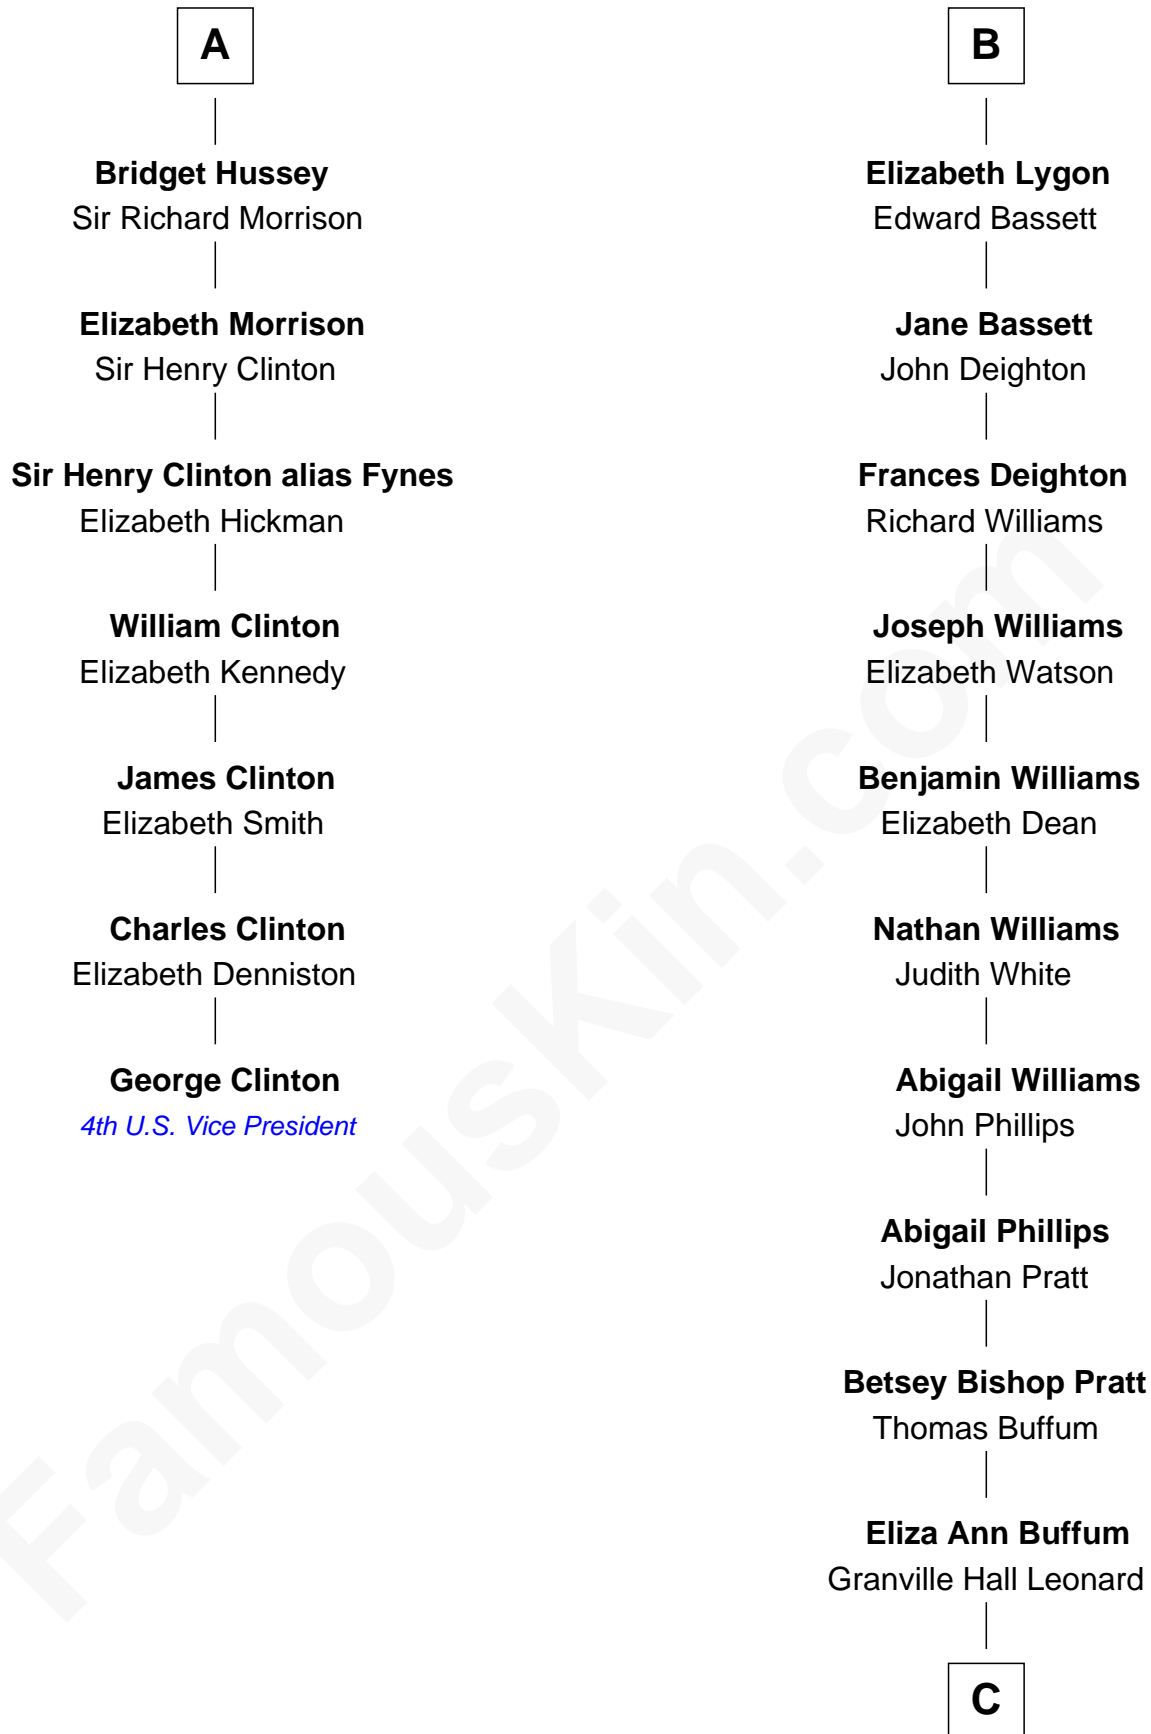 A
Bridget Hussey
Sir Richard Morrison
Elizabeth Morrison
Sir Henry Clinton
Sir Henry Clinton alias Fynes
Elizabeth Hickman
William Clinton
Elizabeth Kennedy
James Clinton
Elizabeth Smith
Charles Clinton
Elizabeth Denniston
George Clinton
4th U.S. Vice President
B
Elizabeth Lygon
Edward Bassett
Jane Bassett
John Deighton
Frances Deighton
Richard Williams
Joseph Williams
Elizabeth Watson
Benjamin Williams
Elizabeth Dean
Nathan Williams
Judith White
Abigail Williams
John Phillips
Abigail Phillips
Jonathan Pratt
Betsey Bishop Pratt
Thomas Buffum
Eliza Ann Buffum
Granville Hall Leonard
C
FamousKin.com